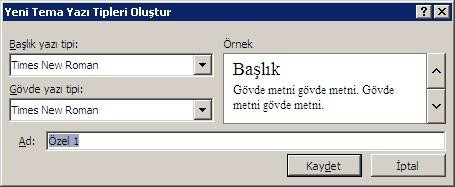 Yeni Tema Yazı Tipleri Oluştur
Başlık yazı tipi:
Times New Roman
Gövde yazı tipi:
Times New Roman
Örnek
Başlık
Gövde metni gövde metni. Gövde
metni gövde metni.
Ad:
Özel 1
Kaydet
İptal